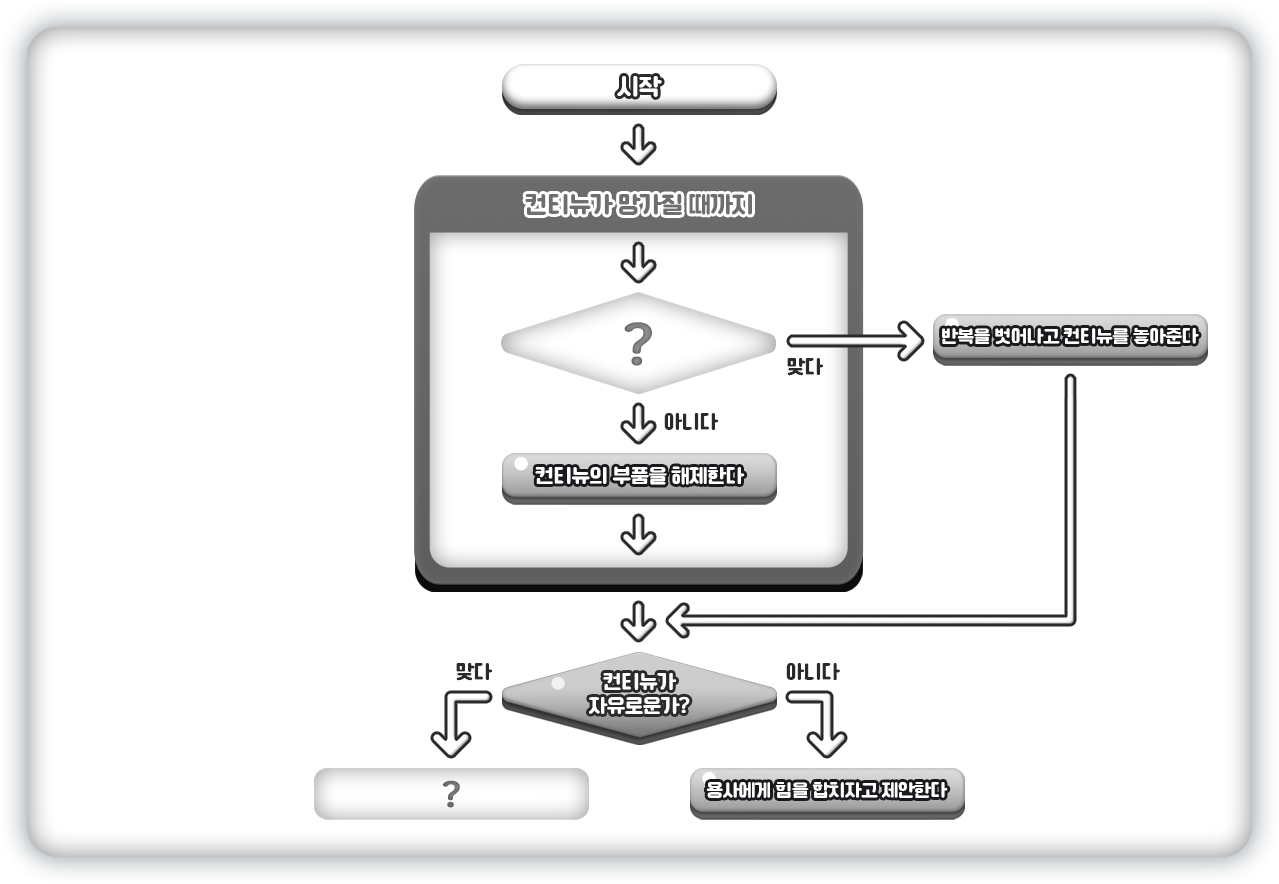 시작
컨티뉴가 망가질 때까지
?
맞다
반복을 벗어나고 컨티뉴를 놓아준다
아니다
컨티뉴의 부품을 해제한다
맞다
컨티뉴가
자유로운가?
아니다
?
용사에게 힘을 합치자고 제안한다